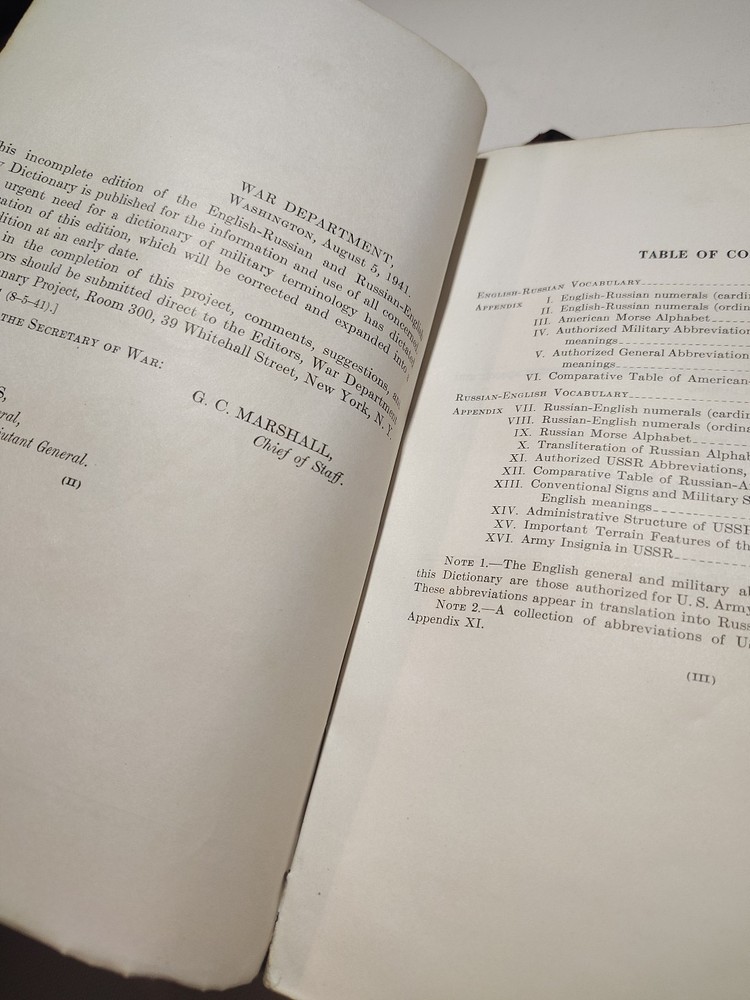 WAR DEPARTMENT,
WASHINGTON, August 5, 1941.
his incomplete edition of the English-Russian and Russian-English
y Dictionary is published for the information and use of all concerned
urgent need for a dictionary of military terminology has dictated
ation of this edition, which will be corrected and expanded into
dition at an early date.
in the completion of this project, comments, suggestions, an
ors should be submitted direct to the Editors, War Department
nary Project, Room 300, 39 Whitehall Street, New York, N. Y.
(8-5-41).]
THE SECRETARY OF WAR:
G. C. MARSHALL,
Chief of Staff.
S,
eral,
jutant General.
(II)
TABLE OF CO
ENGLISH-RUSSIAN VOCABULARY
APPENDIX I. English-Russian numerals (cardin
II. English-Russian numerals (ordin
III. American Morse Alphabet
IV. Authorized Military Abbreviation
meanings
V. Authorized General Abbreviation
meanings
VI. Comparative Table of American-
RUSSIAN-ENGLISH VOCABULARY
APPENDIX VII. Russian-English numerals (cardin
VIII. Russian-English numerals (ordina
IX. Russian Morse Alphabet
X. Transliteration of Russian Alphab
XI. Authorized USSR Abbreviations,
XII. Comparative Table of Russian-A
XIII. Conventional Signs and Military S
English meanings
XIV. Administrative Structure of USSR
XV. Important Terrain Features of th
XVI. Army Insignia in USSR
NOTE 1.—The English general and military ab
this Dictionary are those authorized for U. S. Army
These abbreviations appear in translation into Russ
NOTE 2.—A collection of abbreviations of US
Appendix XI.
(III)